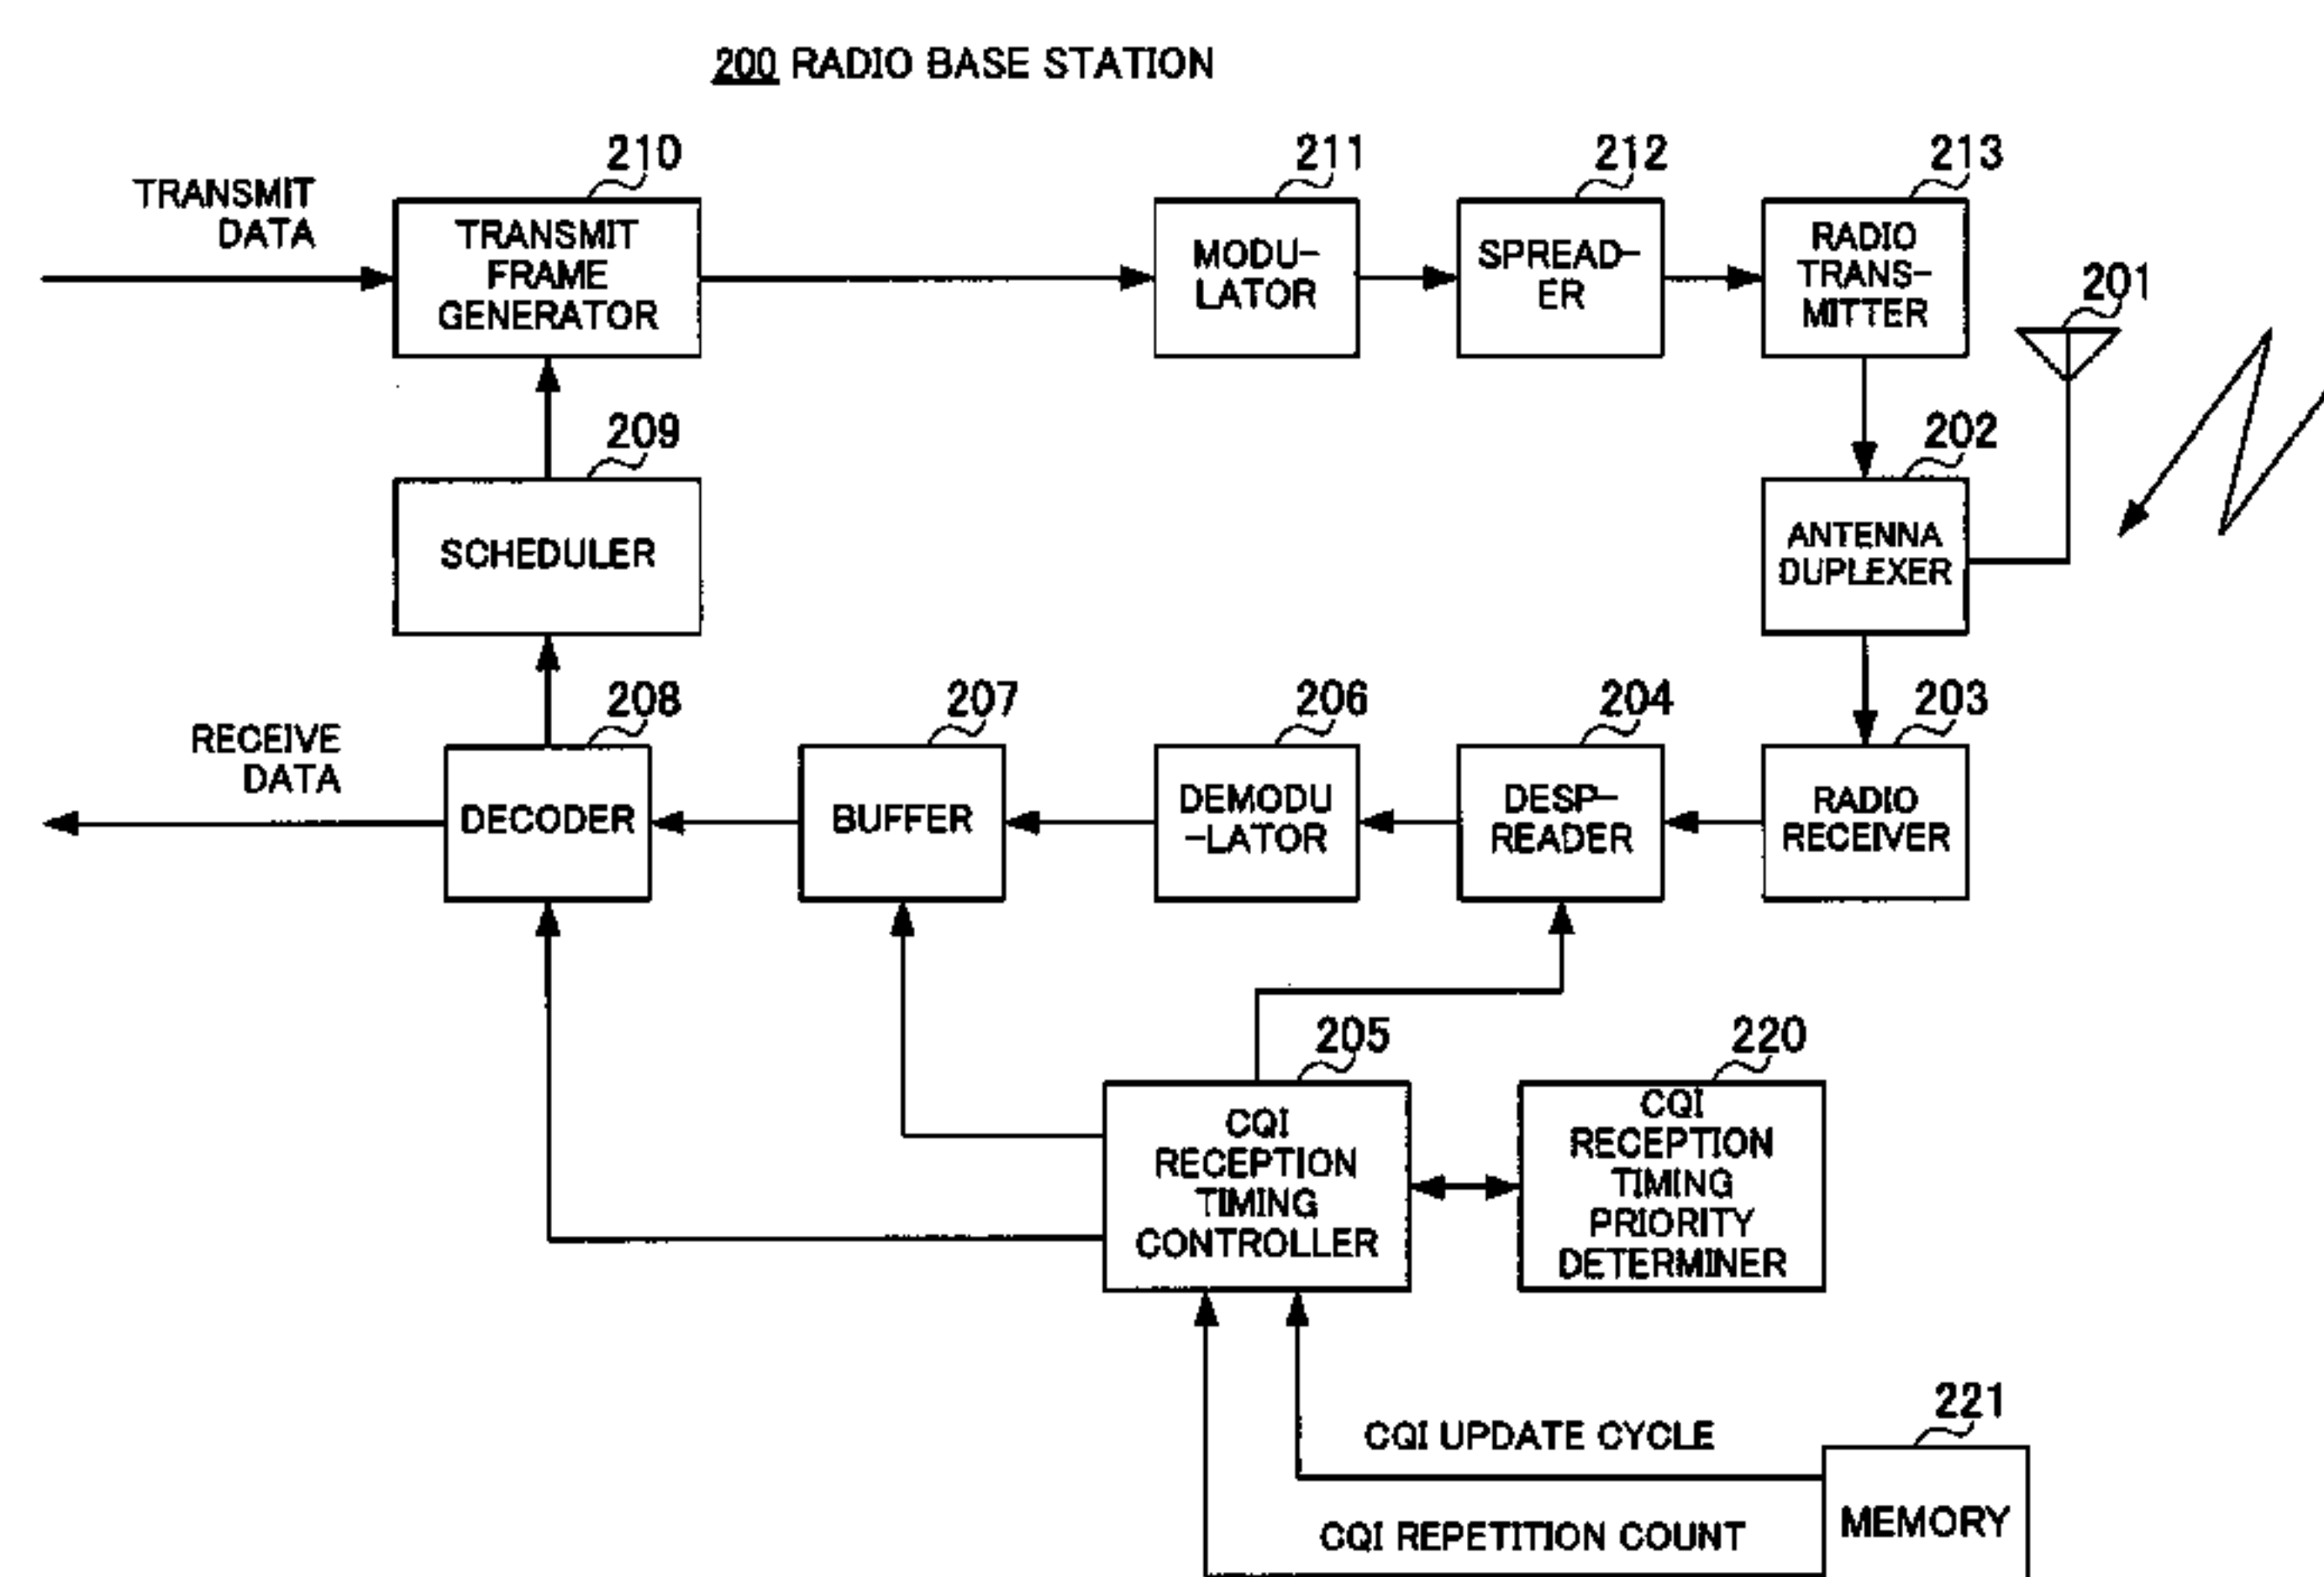 200 RADIO BASE STATION
210
211
212
213
TRANSMIT
DATA
TRANSMIT
FRAME
GENERATOR
MODU-
LATOR
SPREAD-
ER
RADIO
TRANS-
MITTER
201
209
202
SCHEDULER
ANTENNA
DUPLEXER
208
207
206
204
203
RECEIVE
DATA
DECODER
BUFFER
DEMODU
-LATOR
DESP-
READER
RADIO
RECEIVER
205
220
CQI
RECEPTION
TIMING
CONTROLLER
CQI
RECEPTION
TIMING
PRIORITY
DETERMINER
221
CQI UPDATE CYCLE
CQI REPETITION COUNT
MEMORY